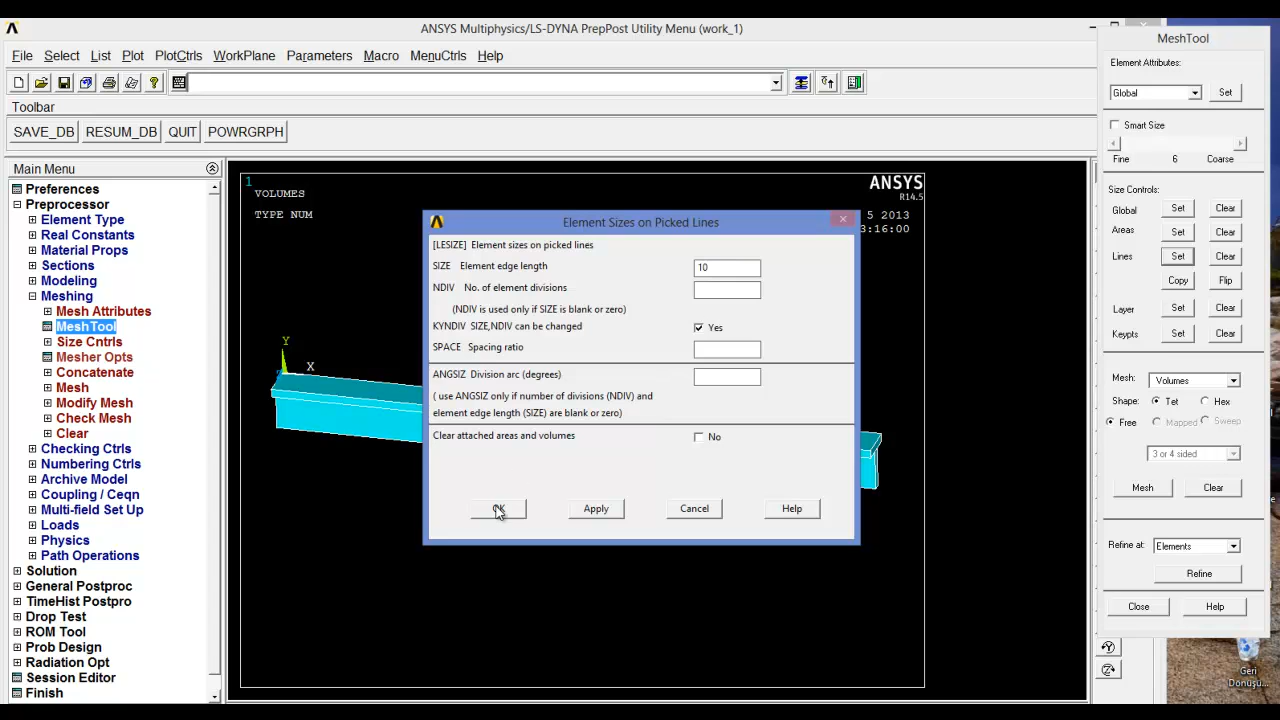 ANSYS Multiphysics/LS-DYNA PrepPost Utility Menu (work_1)
File Select List Plot PlotCtrls WorkPlane Parameters Macro MenuCtrls Help
Toolbar
SAVE_DB RESUM_DB QUIT POWRGRPH
Main Menu
Preferences
Preprocessor
Element Type
Real Constants
Material Props
Sections
Modeling
Meshing
Mesh Attributes
MeshTool
Size Cntrls
Mesher Opts
Concatenate
Mesh
Modify Mesh
Check Mesh
Clear
Checking Ctrls
Numbering Ctrls
Archive Model
Coupling / Ceqn
Multi-field Set Up
Loads
Physics
Path Operations
Solution
General Postproc
TimeHist Postpro
Drop Test
ROM Tool
Prob Design
Radiation Opt
Session Editor
Finish
1
VOLUMES
TYPE NUM
ANSYS
R14.5
5 2013
3:16:00
Y
X
Element Sizes on Picked Lines
[LESIZE] Element sizes on picked lines
SIZE Element edge length 10
NDIV No. of element divisions
(NDIV is used only if SIZE is blank or zero)
KYNDIV SIZE,NDIV can be changed Yes
SPACE Spacing ratio
ANGSIZ Division arc (degrees)
( use ANGSIZ only if number of divisions (NDIV) and
element edge length (SIZE) are blank or zero)
Clear attached areas and volumes No
OK Apply Cancel Help
MeshTool
Element Attributes:
Global Set
Smart Size
Fine 6 Coarse
Size Controls:
Global Set Clear
Areas Set Clear
Lines Set Clear
Copy Flip
Layer Set Clear
Keypts Set Clear
Mesh: Volumes
Shape: Tet Hex
Free Mapped Sweep
3 or 4 sided
Mesh Clear
Refine at: Elements
Refine
Close Help
Geri
Dönüşü...